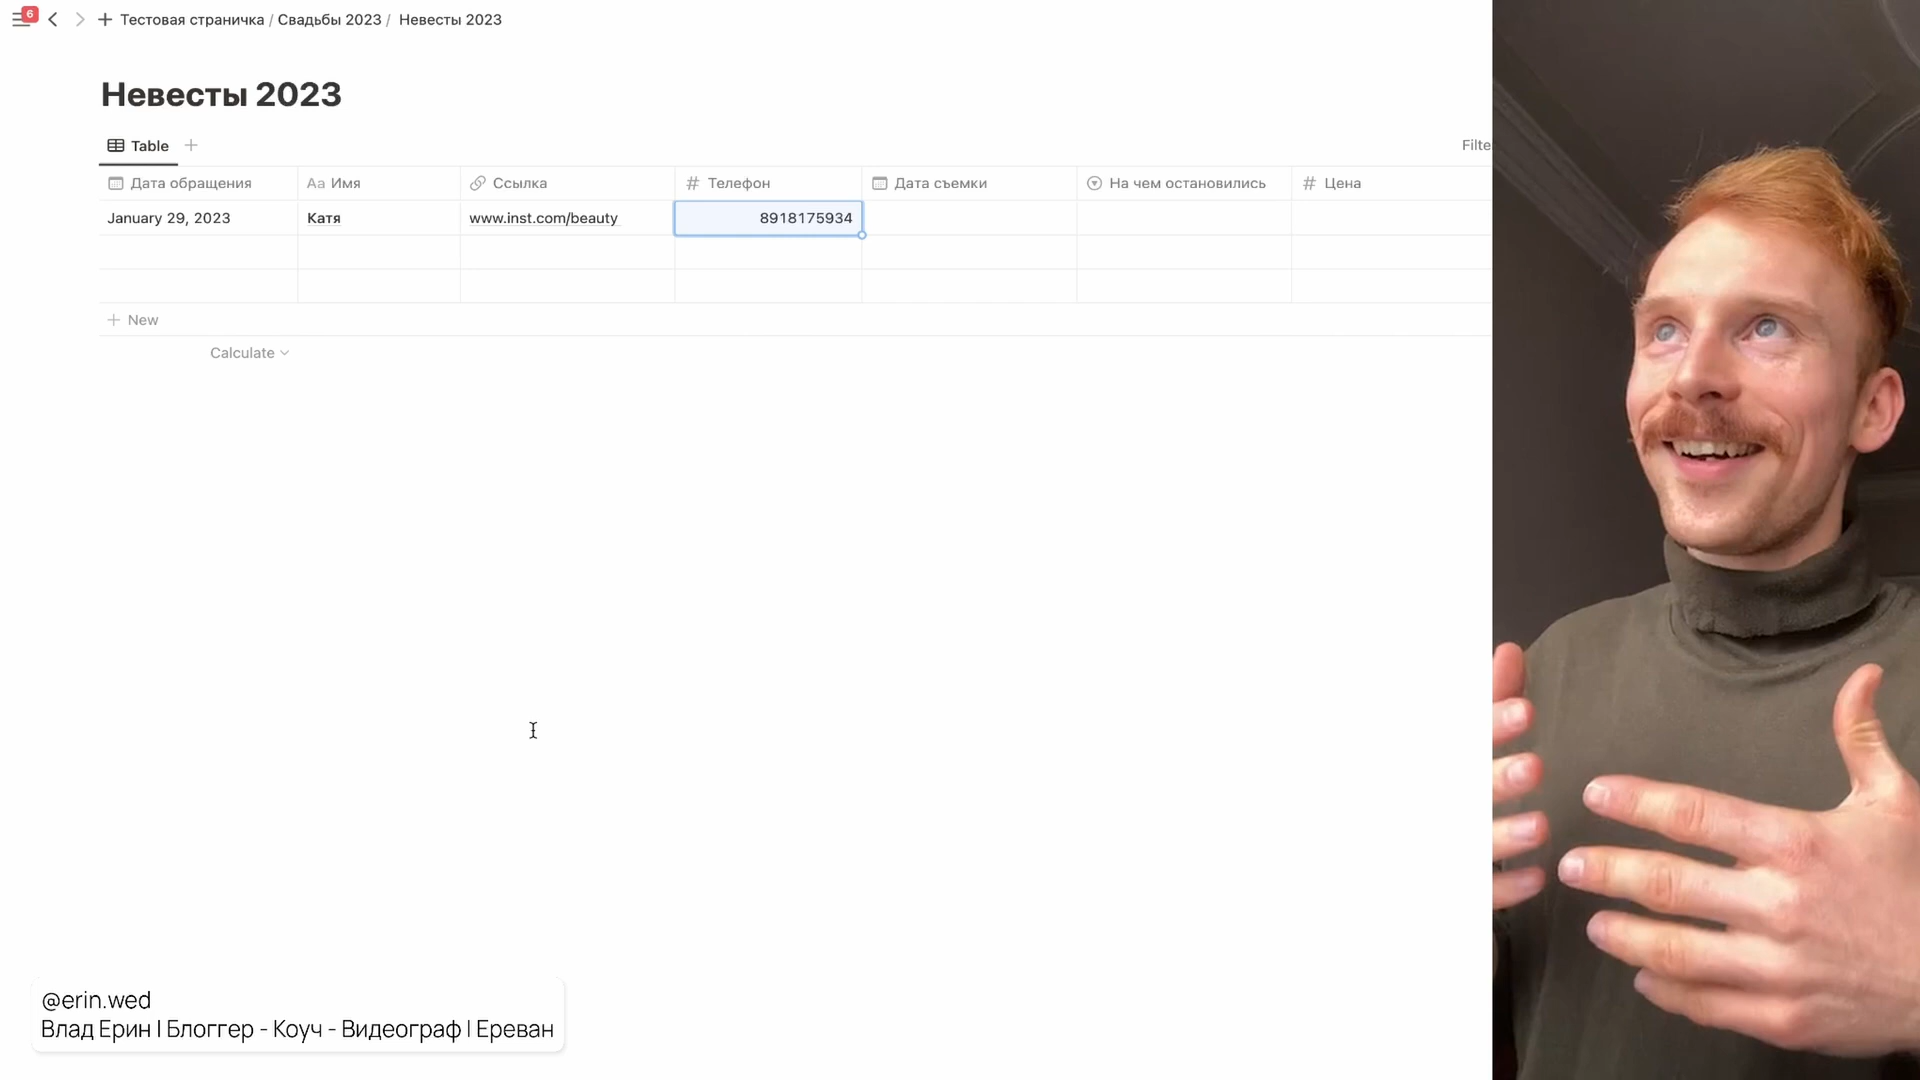 6
Тестовая страничка / Свадьбы 2023 / Невесты 2023
Невесты 2023
Table
Filte
Дата обращения Aa Имя Ссылка # Телефон Дата съемки На чем остановились # Цена
January 29, 2023 Катя www.inst.com/beauty 8918175934
+ New
Calculate
@erin.wed
Влад Ерин | Блоггер - Коуч - Видеограф | Ереван